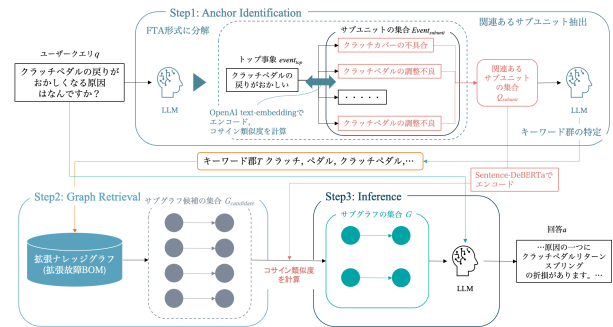 Step1: Anchor Identification
FTA形式に分解
関連あるサブユニット抽出
ユーザークエリq
クラッチペダルの戻りが
おかしくなる原因
はなんですか？
LLM
トップ事象 event_top
クラッチペダルの
戻りがおかしい
OpenAI text-embeddingで
エンコード,
コサイン類似度を計算
サブユニットの集合 Event_subunit
クラッチカバーの不具合
クラッチペダルの調整不良
・・・・・
クラッチペダルの調整不良
関連ある
サブユニット
の集合
Q_subunit
LLM
キーワード群の特定
キーワード郡T クラッチ, ペダル, クラッチペダル,…
Sentence-DeBERTaで
エンコード
Step2: Graph Retrieval
サブグラフ候補の集合 G_candidate
拡張ナレッジグラフ
(拡張故障BOM)
コサイン類似度
を計算
Step3: Inference
サブグラフの集合 G
LLM
回答a
…原因の一つに
クラッチペダルリターン
スプリング
の折損があります。…